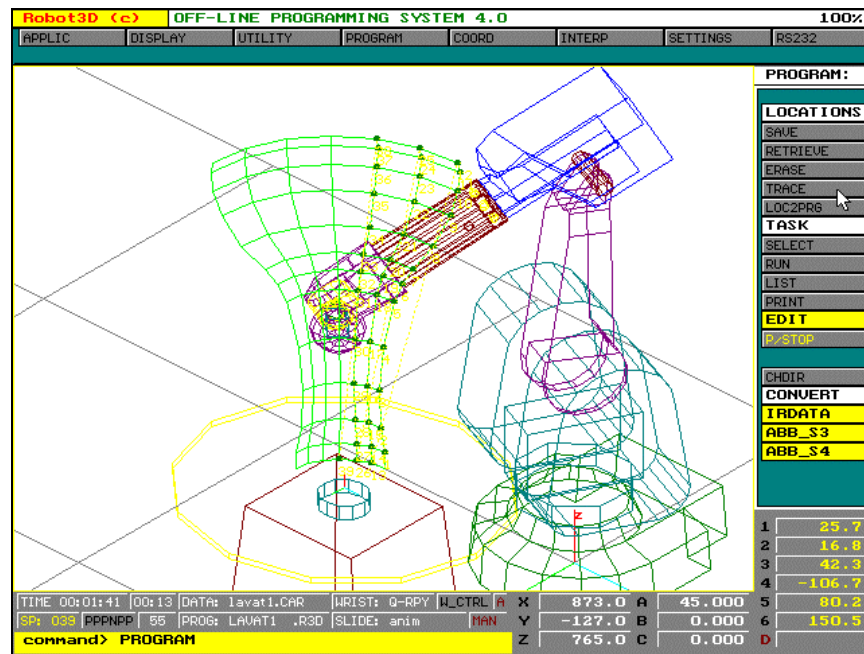 Robot3D (c) OFF-LINE PROGRAMMING SYSTEM 4.0 100%
APPLIC DISPLAY UTILITY PROGRAM COORD INTERP SETTINGS RS232
PROGRAM:
LOCATIONS
SAVE
RETRIEVE
ERASE
TRACE
LOC2PRG
TASK
SELECT
RUN
LIST
PRINT
EDIT
P/STOP
CHDIR
CONVERT
IRDATA
ABB_S3
ABB_S4
36
23
Z
1 25.7
2 16.8
3 42.3
4 -106.7
5 80.2
6 150.5
D
TIME 00:01:41 00:13 DATA: lavat1.CAR WRIST: Q-RPY W_CTRL A X 873.0 A 45.000
SP: 039 PPPNPP 55 PROG: LAVAT1 .R3D SLIDE: anim MAN Y -127.0 B 0.000
command> PROGRAM Z 765.0 C 0.000